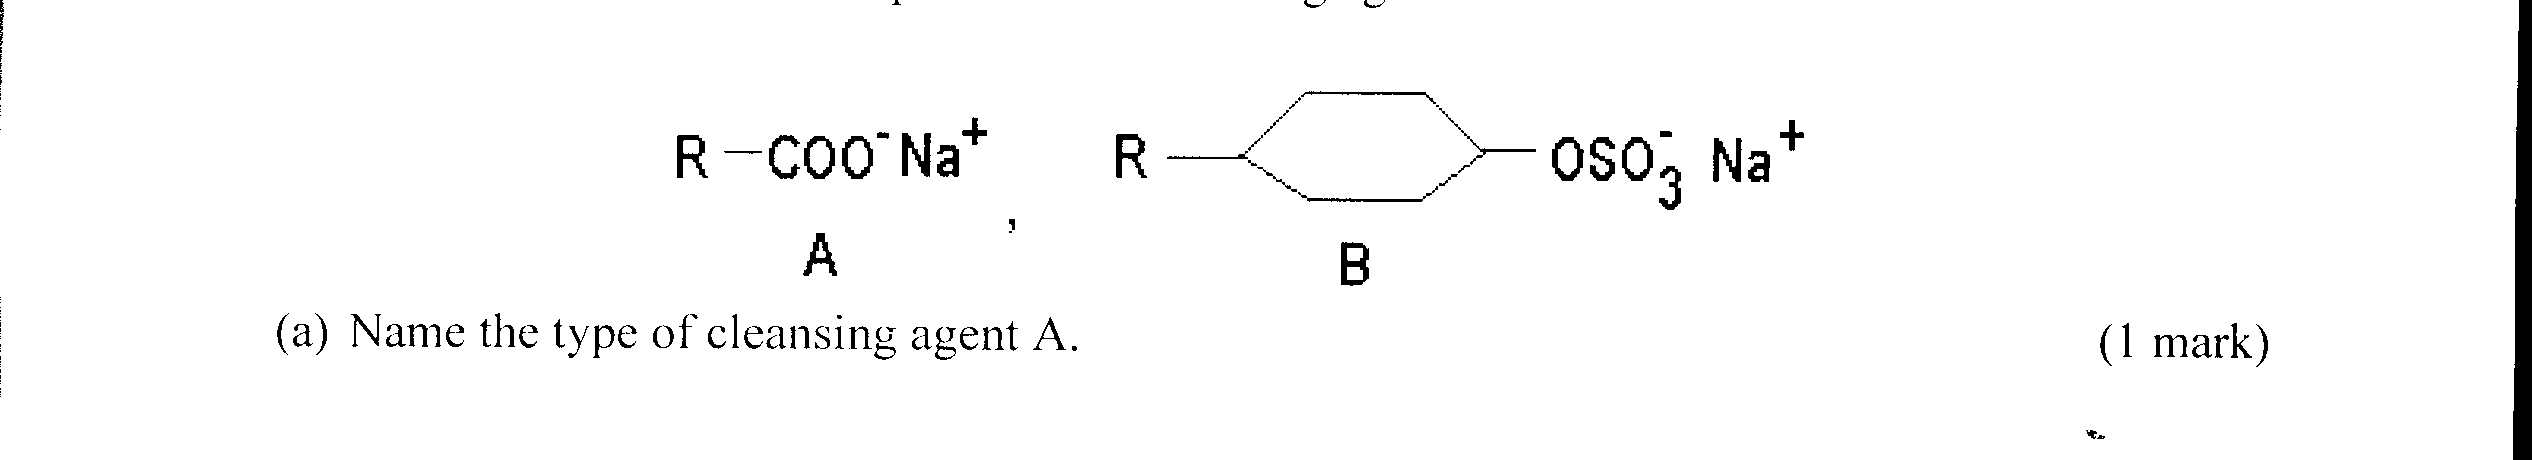 R–COO⁻Na⁺ , R–OSO₃⁻ Na⁺
A B
(a) Name the type of cleansing agent A. (1 mark)